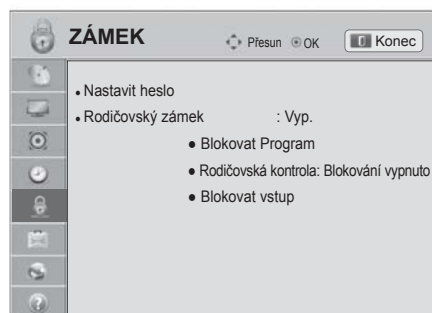 ZÁMEK
Přesun OK Konec
• Nastavit heslo
• Rodičovský zámek : Vyp.
● Blokovat Program
● Rodičovská kontrola: Blokování vypnuto
● Blokovat vstup